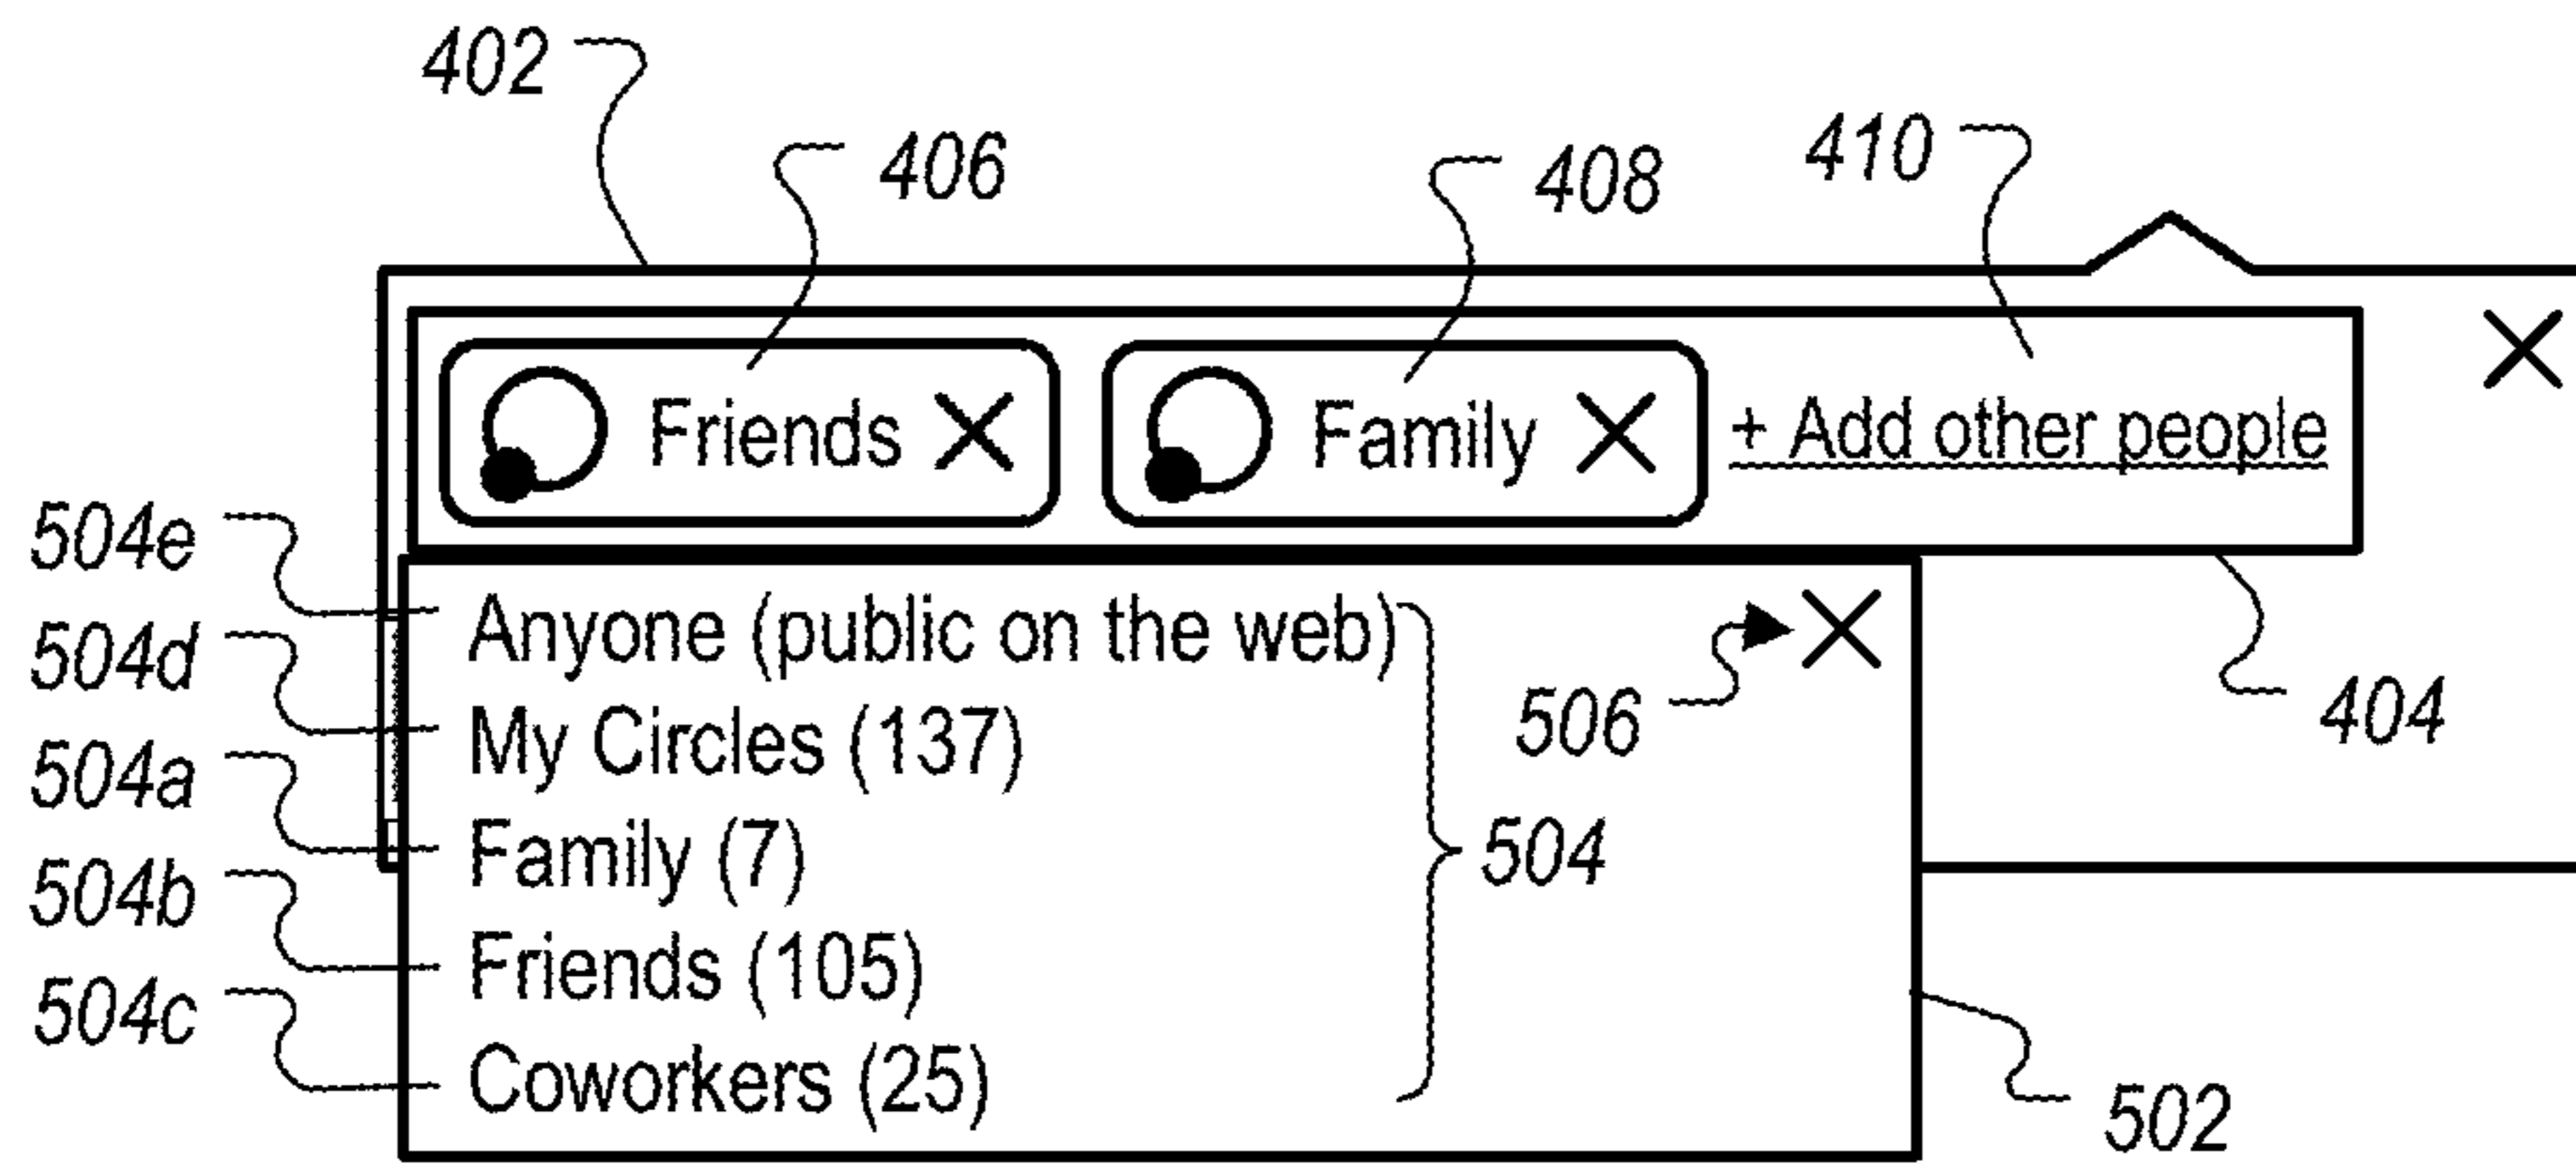 402
406
408
410
Friends
Family
+ Add other people
504e
Anyone (public on the web)
504d
My Circles (137)
506
404
504a
Family (7)
504
504b
Friends (105)
504c
Coworkers (25)
502